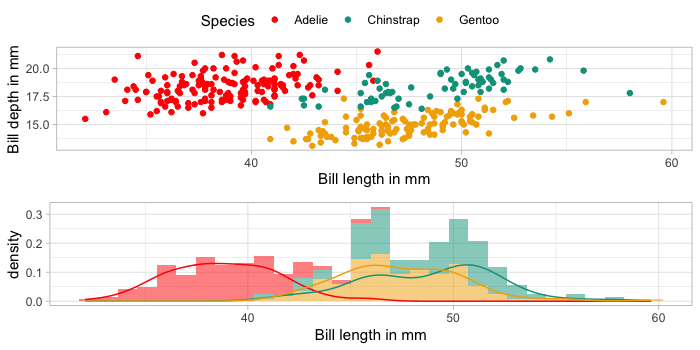 Species Adelie Chinstrap Gentoo
Bill depth in mm
20.0
17.5
15.0
40 50 60
Bill length in mm
density
0.3
0.2
0.1
0.0
40 50 60
Bill length in mm